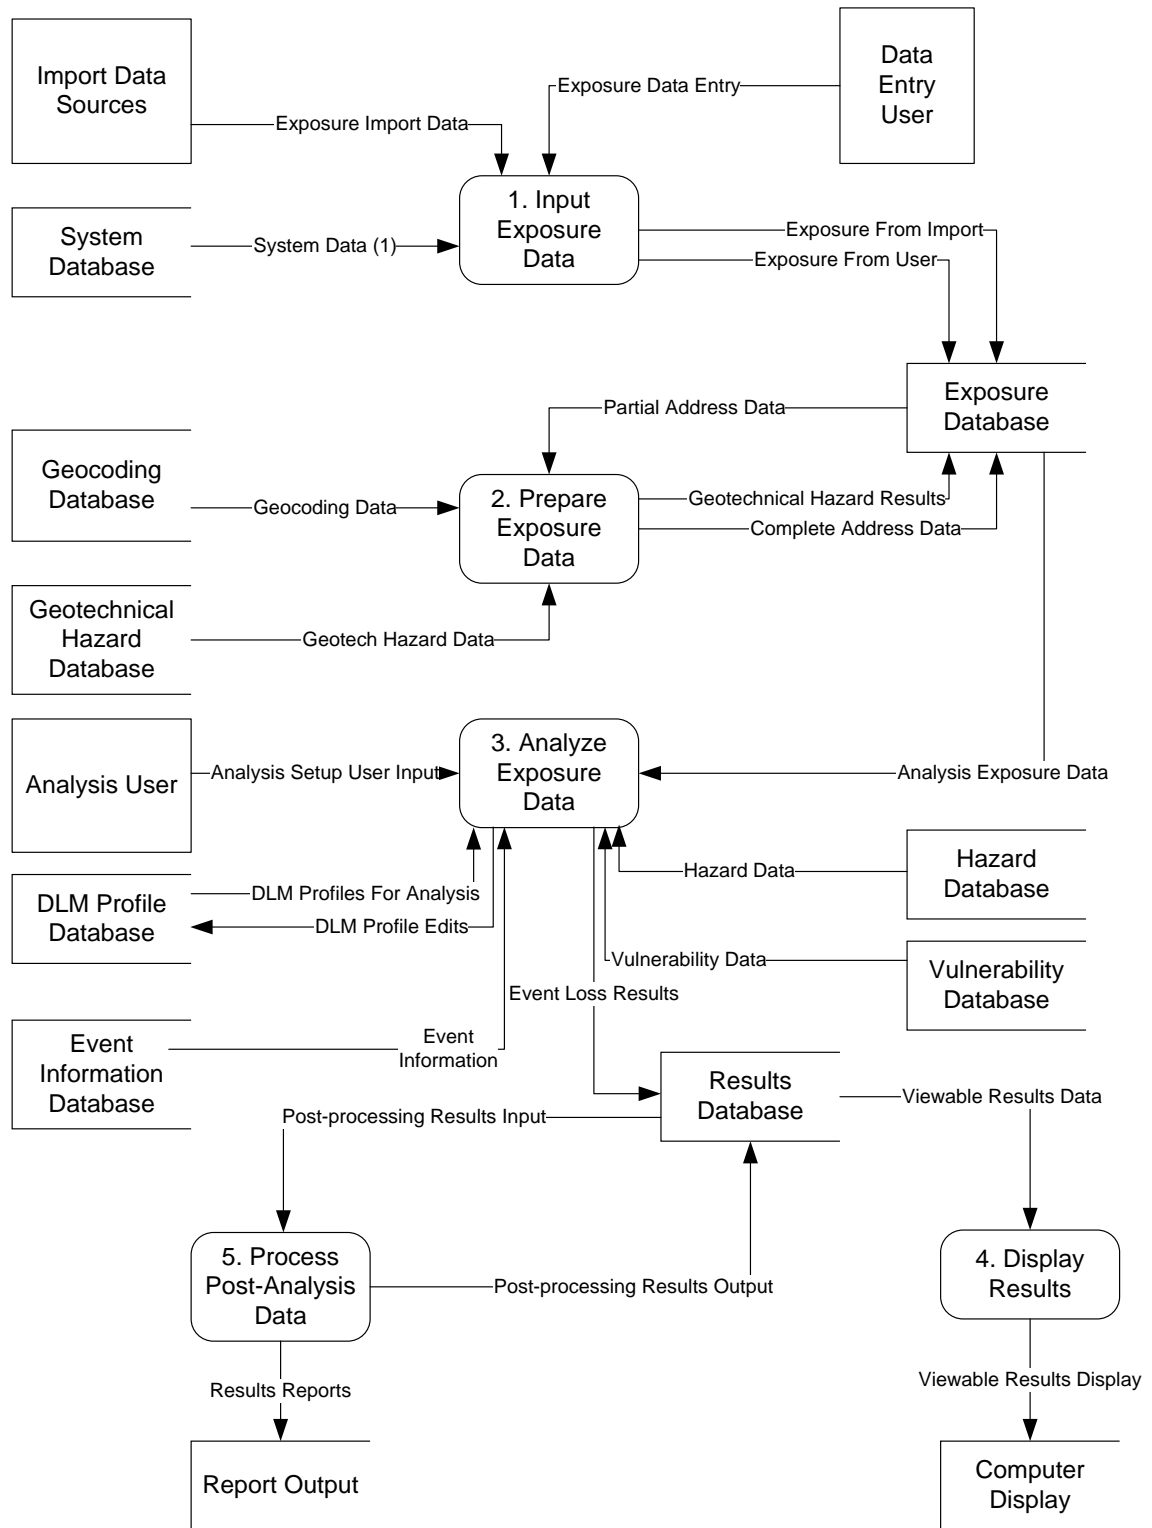 Import Data
Sources
Data
Entry
User
Exposure Data Entry
Exposure Import Data
1. Input
Exposure
Data
System
Database
System Data (1)
Exposure From Import
Exposure From User
Exposure
Database
Partial Address Data
Geocoding
Database
Geocoding Data
2. Prepare
Exposure
Data
Geotechnical Hazard Results
Complete Address Data
Geotechnical
Hazard
Database
Geotech Hazard Data
Analysis User
Analysis Setup User Input
3. Analyze
Exposure
Data
Analysis Exposure Data
Hazard Data
Hazard
Database
DLM Profile
Database
DLM Profiles For Analysis
DLM Profile Edits
Vulnerability Data
Vulnerability
Database
Event Loss Results
Event
Information
Database
Event
Information
Results
Database
Viewable Results Data
Post-processing Results Input
5. Process
Post-Analysis
Data
Post-processing Results Output
4. Display
Results
Results Reports
Viewable Results Display
Report Output
Computer
Display